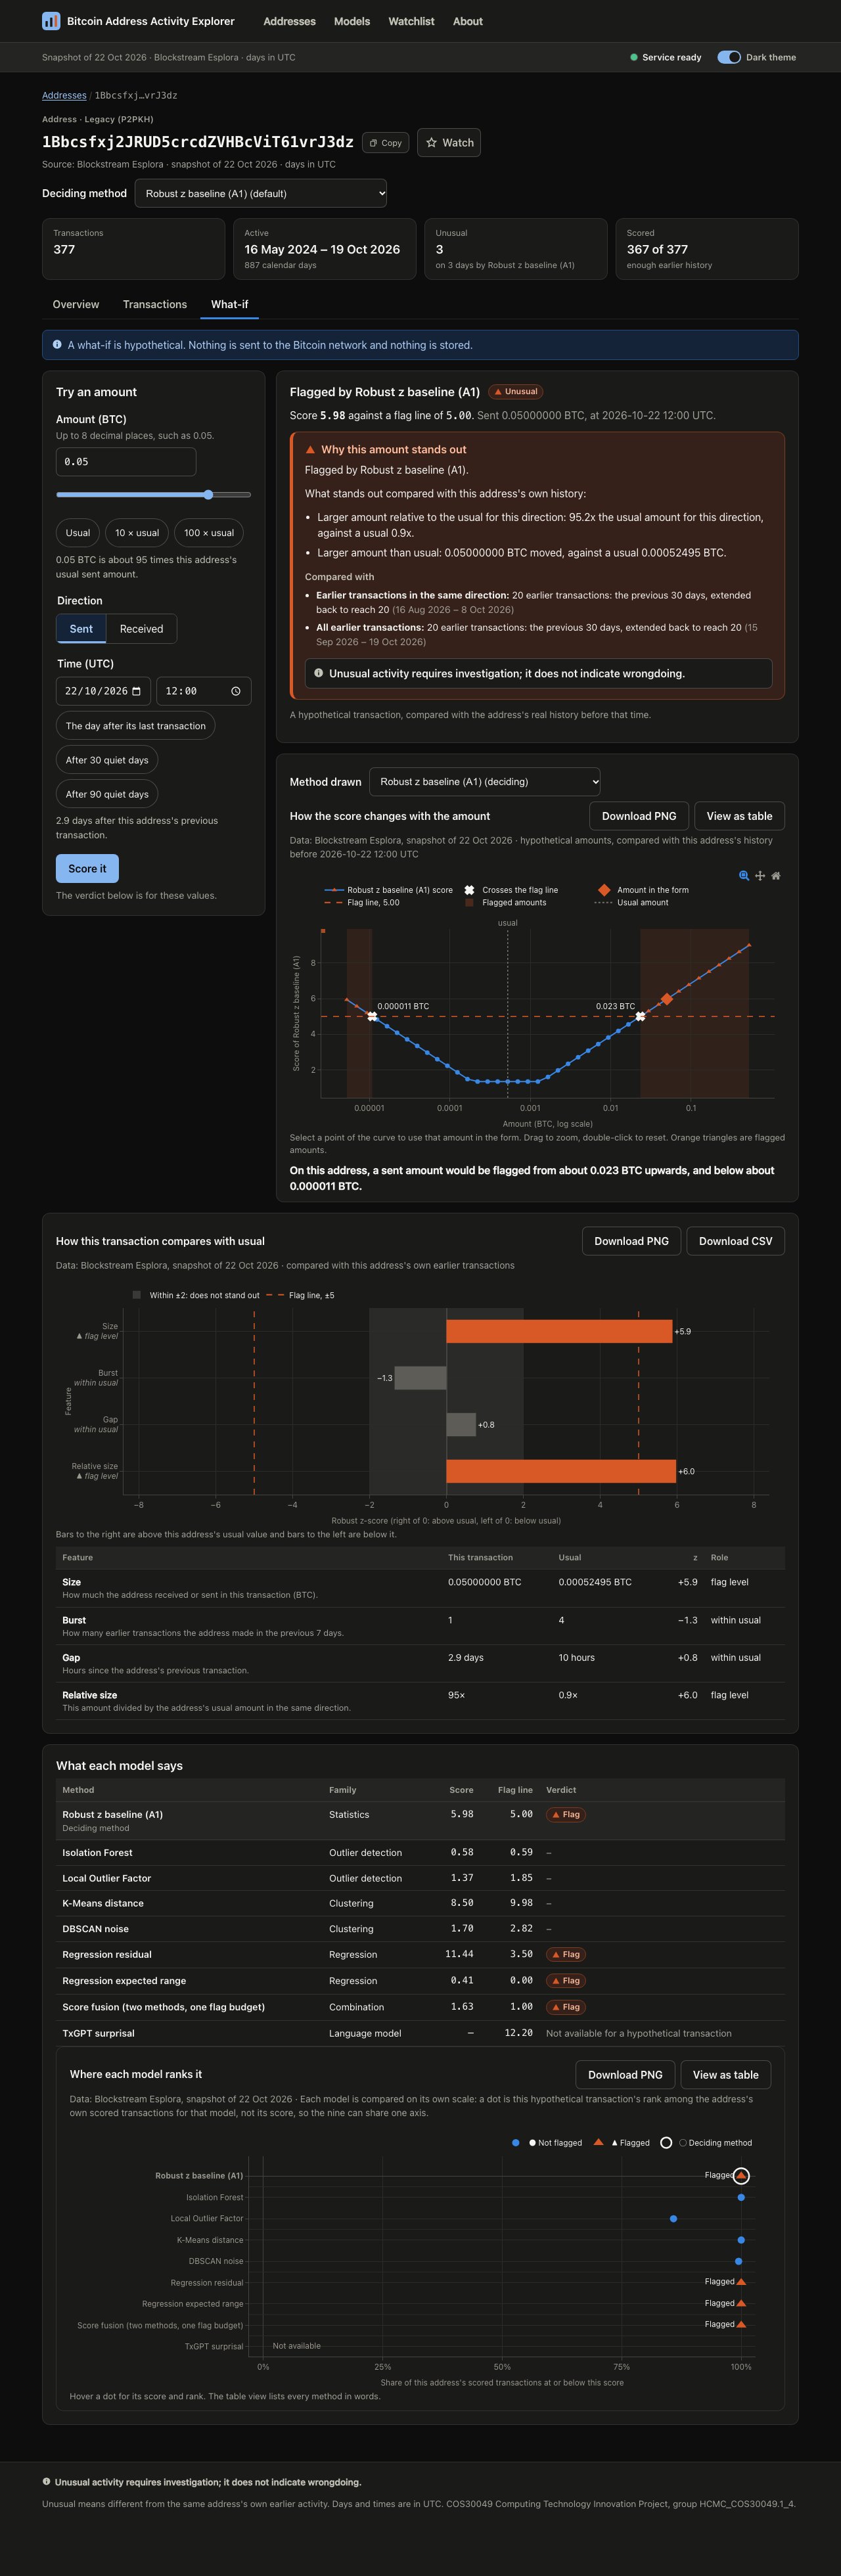 Bitcoin Address Activity Explorer
Addresses
Models
Watchlist
About
Snapshot of 22 Oct 2026 · Blockstream Esplora · days in UTC
Service ready
Dark theme
Addresses / 1Bbcsfxj…vrJ3dz
Address · Legacy (P2PKH)
1Bbcsfxj2JRUD5crcdZVHBcViT61vrJ3dz
Copy
Watch
Source: Blockstream Esplora · snapshot of 22 Oct 2026 · days in UTC
Deciding method
Robust z baseline (A1) (default)
Transactions
377
Active
16 May 2024 – 19 Oct 2026
887 calendar days
Unusual
3
on 3 days by Robust z baseline (A1)
Scored
367 of 377
enough earlier history
Overview
Transactions
What-if
A what-if is hypothetical. Nothing is sent to the Bitcoin network and nothing is stored.
Try an amount
Amount (BTC)
Up to 8 decimal places, such as 0.05.
0.05
Usual
10 × usual
100 × usual
0.05 BTC is about 95 times this address's
usual sent amount.
Direction
Sent
Received
Time (UTC)
22/10/2026
12:00
The day after its last transaction
After 30 quiet days
After 90 quiet days
2.9 days after this address's previous
transaction.
Score it
The verdict below is for these values.
Flagged by Robust z baseline (A1)
Unusual
Score 5.98 against a flag line of 5.00. Sent 0.05000000 BTC, at 2026-10-22 12:00 UTC.
Why this amount stands out
Flagged by Robust z baseline (A1).
What stands out compared with this address's own history:
• Larger amount relative to the usual for this direction: 95.2x the usual amount for this direction,
against a usual 0.9x.
• Larger amount than usual: 0.05000000 BTC moved, against a usual 0.00052495 BTC.
Compared with
• Earlier transactions in the same direction: 20 earlier transactions: the previous 30 days, extended
back to reach 20 (16 Aug 2026 – 8 Oct 2026)
• All earlier transactions: 20 earlier transactions: the previous 30 days, extended back to reach 20 (15
Sep 2026 – 19 Oct 2026)
Unusual activity requires investigation; it does not indicate wrongdoing.
A hypothetical transaction, compared with the address's real history before that time.
Method drawn
Robust z baseline (A1) (deciding)
How the score changes with the amount
Download PNG
View as table
Data: Blockstream Esplora, snapshot of 22 Oct 2026 · hypothetical amounts, compared with this address's history
before 2026-10-22 12:00 UTC
Robust z baseline (A1) score
Crosses the flag line
Amount in the form
Flag line, 5.00
Flagged amounts
Usual amount
usual
0.000011 BTC
0.023 BTC
Score of Robust z baseline (A1)
8
6
4
2
0.00001
0.0001
0.001
0.01
0.1
Amount (BTC, log scale)
Select a point of the curve to use that amount in the form. Drag to zoom, double-click to reset. Orange triangles are flagged
amounts.
On this address, a sent amount would be flagged from about 0.023 BTC upwards, and below about
0.000011 BTC.
How this transaction compares with usual
Download PNG
Download CSV
Data: Blockstream Esplora, snapshot of 22 Oct 2026 · compared with this address's own earlier transactions
Within ±2: does not stand out
Flag line, ±5
Feature
Size
▲ flag level
+5.9
Burst
within usual
−1.3
Gap
within usual
+0.8
Relative size
▲ flag level
+6.0
−8
−6
−4
−2
0
2
4
6
8
Robust z-score (right of 0: above usual, left of 0: below usual)
Bars to the right are above this address's usual value and bars to the left are below it.
Feature This transaction Usual z Role
Size 0.05000000 BTC 0.00052495 BTC +5.9 flag level
How much the address received or sent in this transaction (BTC).
Burst 1 4 −1.3 within usual
How many earlier transactions the address made in the previous 7 days.
Gap 2.9 days 10 hours +0.8 within usual
Hours since the address's previous transaction.
Relative size 95× 0.9× +6.0 flag level
This amount divided by the address's usual amount in the same direction.
What each model says
Method Family Score Flag line Verdict
Robust z baseline (A1) Statistics 5.98 5.00 Flag
Deciding method
Isolation Forest Outlier detection 0.58 0.59 –
Local Outlier Factor Outlier detection 1.37 1.85 –
K-Means distance Clustering 8.50 9.98 –
DBSCAN noise Clustering 1.70 2.82 –
Regression residual Regression 11.44 3.50 Flag
Regression expected range Regression 0.41 0.00 Flag
Score fusion (two methods, one flag budget) Combination 1.63 1.00 Flag
TxGPT surprisal Language model – 12.20 Not available for a hypothetical transaction
Where each model ranks it
Download PNG
View as table
Data: Blockstream Esplora, snapshot of 22 Oct 2026 · Each model is compared on its own scale: a dot is this hypothetical transaction's rank among the address's
own scored transactions for that model, not its score, so the nine can share one axis.
● Not flagged
▲ Flagged
○ Deciding method
Robust z baseline (A1)
Flagged
Isolation Forest
Local Outlier Factor
K-Means distance
DBSCAN noise
Regression residual
Flagged
Regression expected range
Flagged
Score fusion (two methods, one flag budget)
Flagged
TxGPT surprisal
Not available
0%
25%
50%
75%
100%
Share of this address's scored transactions at or below this score
Hover a dot for its score and rank. The table view lists every method in words.
Unusual activity requires investigation; it does not indicate wrongdoing.
Unusual means different from the same address's own earlier activity. Days and times are in UTC. COS30049 Computing Technology Innovation Project, group HCMC_COS30049.1_4.